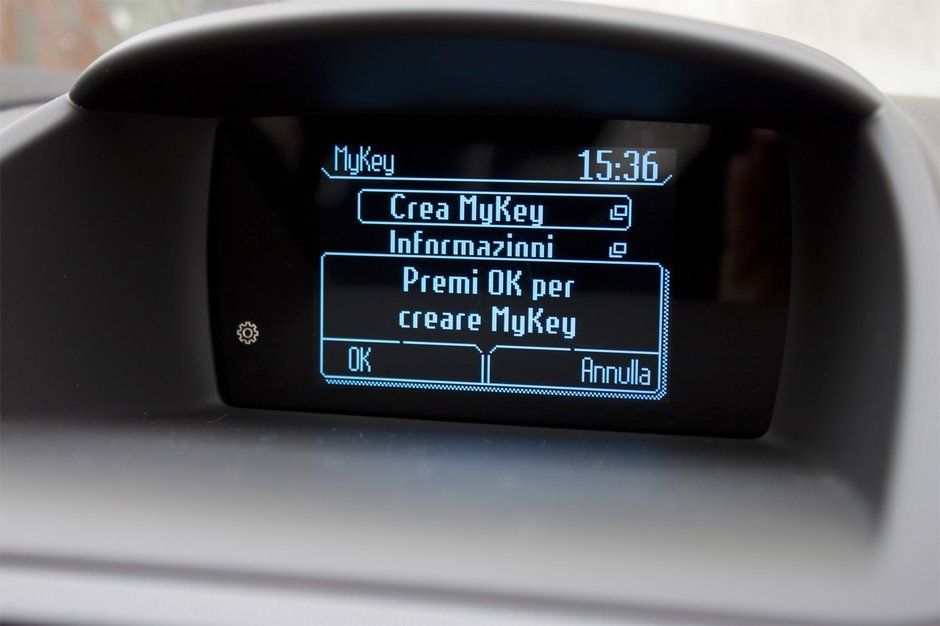 MyKey 15:36
Crea MyKey
Informazioni
Premi OK per
creare MyKey
OK Annulla